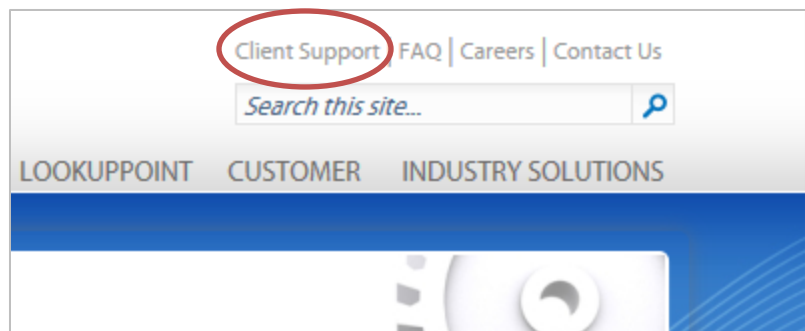 Client Support | FAQ | Careers | Contact Us
Search this site...
LOOKUPPOINT CUSTOMER INDUSTRY SOLUTIONS